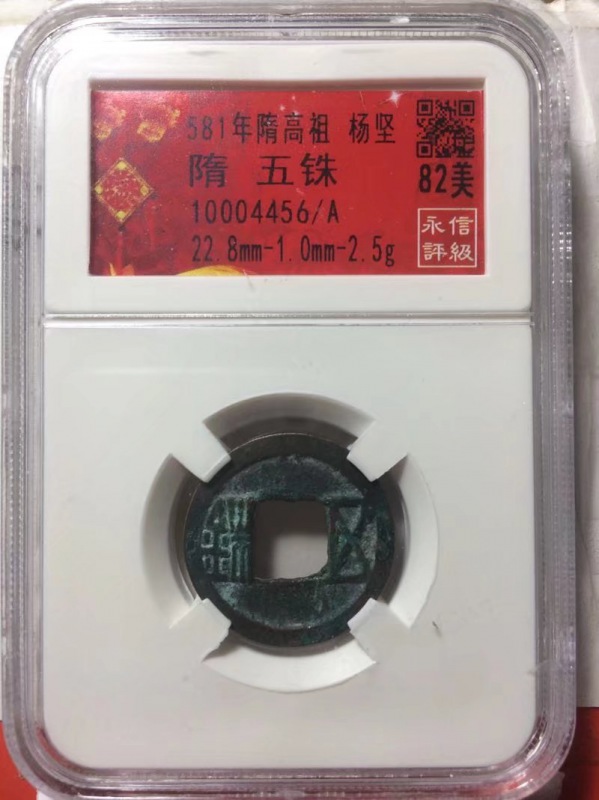 581年隋高祖 杨坚
隋 五铢
82美
10004456/A
22.8mm-1.0mm-2.5g
永信
評級
五